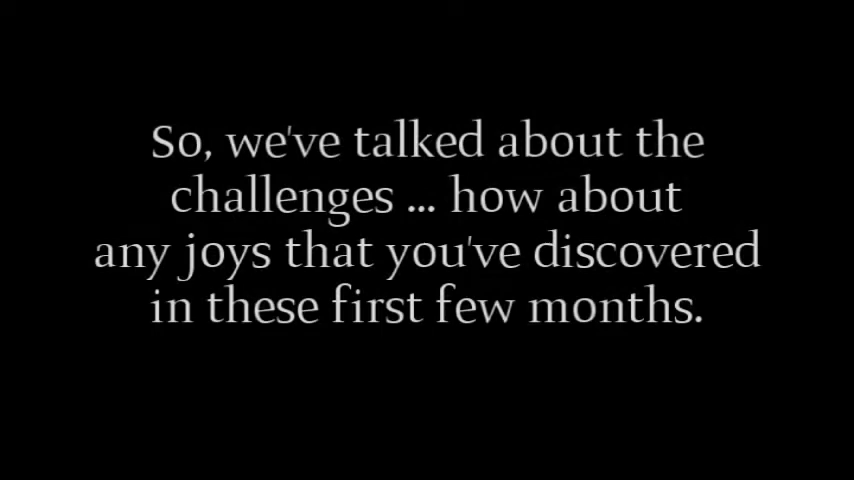 So, we've talked about the
challenges ... how about
any joys that you've discovered
in these first few months.